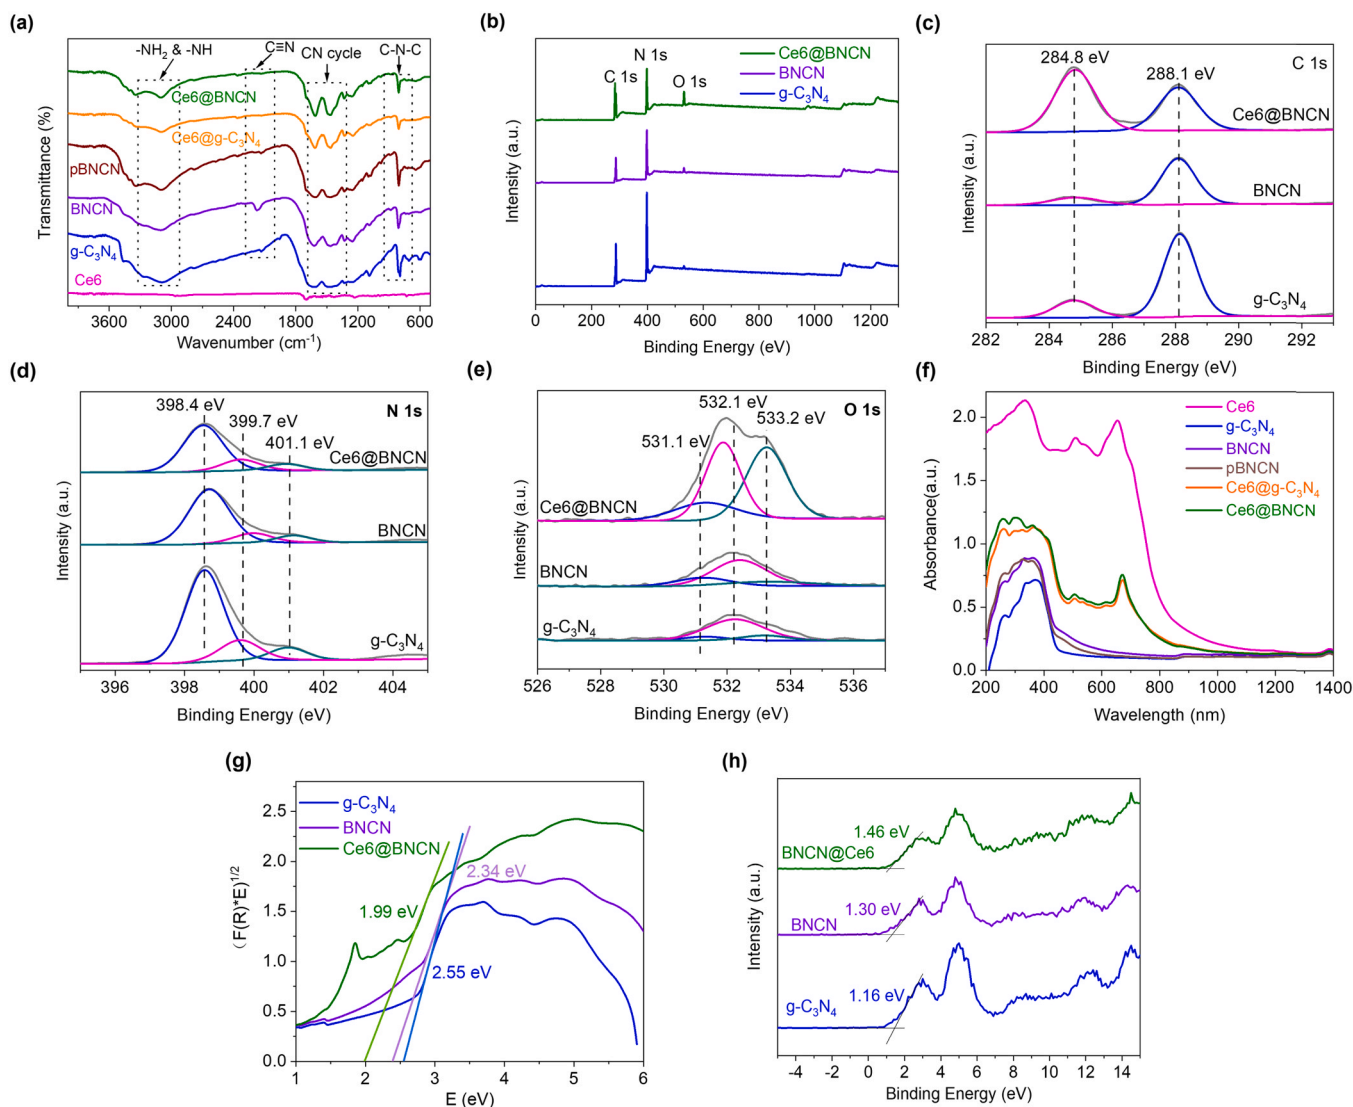 (a)
-NH₂ & -NH
C≡N
CN cycle
C-N-C
Ce6@BNCN
Ce6@g-C₃N₄
pBNCN
BNCN
g-C₃N₄
Ce6
Transmittance (%)
3600 3000 2400 1800 1200 600
Wavenumber (cm⁻¹)
(b)
N 1s
C 1s
O 1s
Ce6@BNCN
BNCN
g-C₃N₄
Intensity (a.u.)
0 200 400 600 800 1000 1200
Binding Energy (eV)
(c)
284.8 eV
288.1 eV
C 1s
Ce6@BNCN
BNCN
g-C₃N₄
Intensity (a.u.)
282 284 286 288 290 292
Binding Energy (eV)
(d)
398.4 eV
399.7 eV
401.1 eV
N 1s
Ce6@BNCN
BNCN
g-C₃N₄
Intensity (a.u.)
396 398 400 402 404
Binding Energy (eV)
(e)
532.1 eV
533.2 eV
531.1 eV
O 1s
Ce6@BNCN
BNCN
g-C₃N₄
Intensity (a.u.)
526 528 530 532 534 536
Binding Energy (eV)
(f)
Ce6
g-C₃N₄
BNCN
pBNCN
Ce6@g-C₃N₄
Ce6@BNCN
Absorbance(a.u.)
2.0
1.5
1.0
0.5
0.0
200 400 600 800 1000 1200 1400
Wavelength (nm)
(g)
g-C₃N₄
BNCN
Ce6@BNCN
2.34 eV
1.99 eV
2.55 eV
（F(R)*E)¹ᐟ²
2.5
2.0
1.5
1.0
0.5
0.0
1 2 3 4 5 6
E (eV)
(h)
1.46 eV
BNCN@Ce6
1.30 eV
BNCN
1.16 eV
g-C₃N₄
Intensity (a.u.)
-4 -2 0 2 4 6 8 10 12 14
Binding Energy (eV)